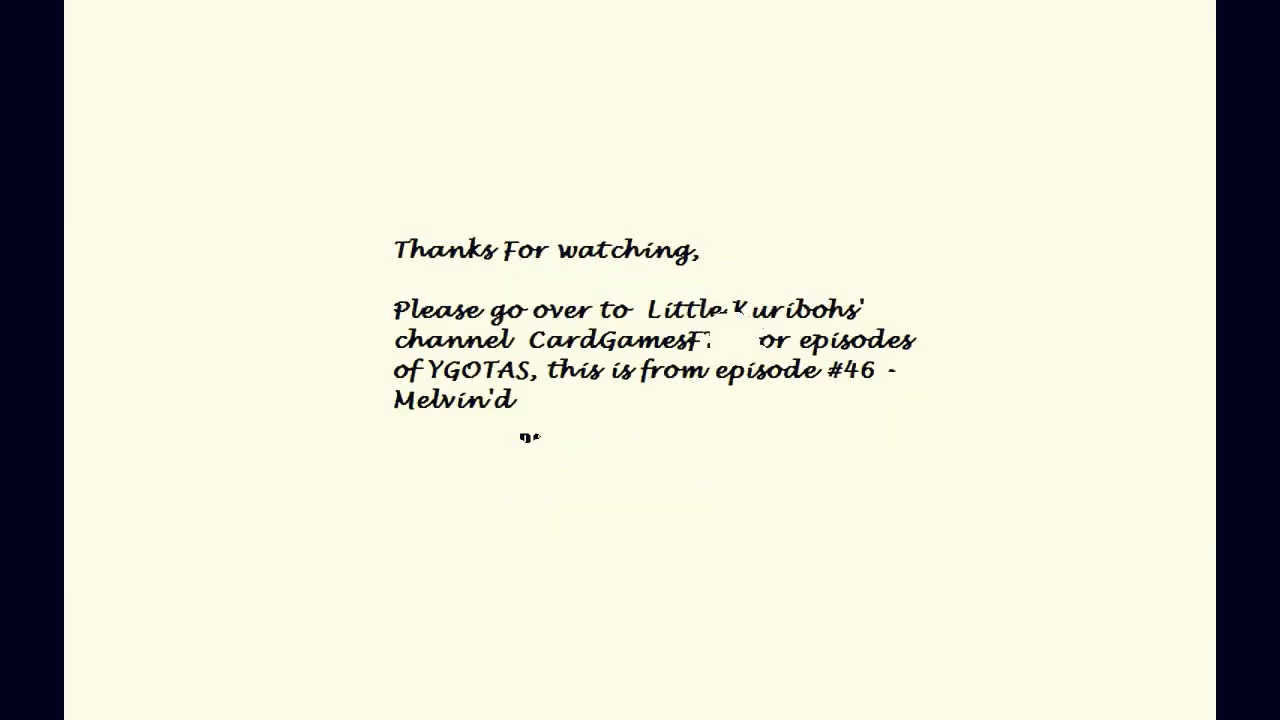 Thanks For watching,
Please go over to Little Kuribohs'
channel episodes
of YGOTAS, this is from episode #46 -
Melvin'd